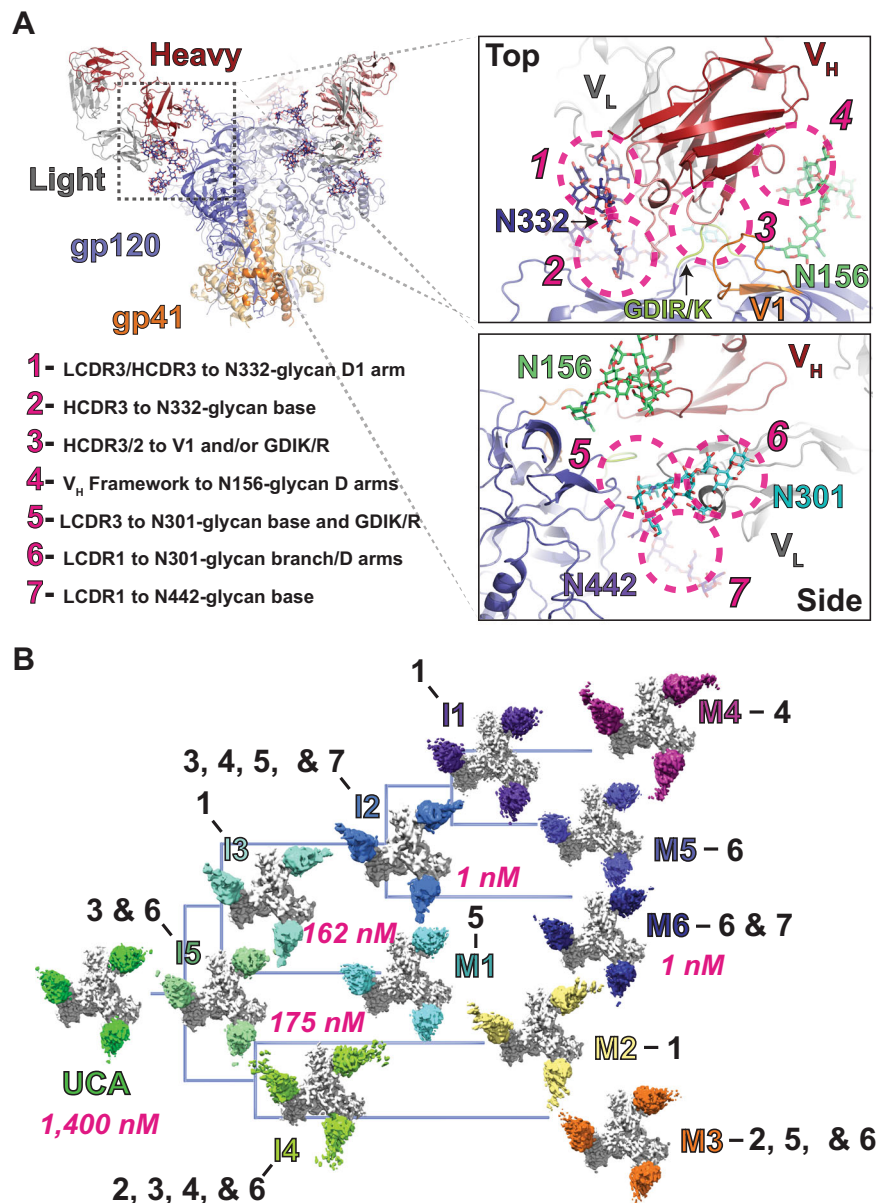 A
Heavy
Light
gp120
gp41
Top
V_L
V_H
1
4
N332
2
3
GDIR/K
V1
N156
N156
V_H
5
6
N301
V_L
N442
7
Side
1- LCDR3/HCDR3 to N332-glycan D1 arm
2- HCDR3 to N332-glycan base
3- HCDR3/2 to V1 and/or GDIK/R
4- V_H Framework to N156-glycan D arms
5- LCDR3 to N301-glycan base and GDIK/R
6- LCDR1 to N301-glycan branch/D arms
7- LCDR1 to N442-glycan base
B
1
I1
M4 – 4
3, 4, 5, & 7
I2
1
I3
M5 – 6
1 nM
3 & 6
I5
162 nM
5
M1
M6 – 6 & 7
1 nM
175 nM
UCA
M2 – 1
1,400 nM
I4
M3 – 2, 5, & 6
2, 3, 4, & 6